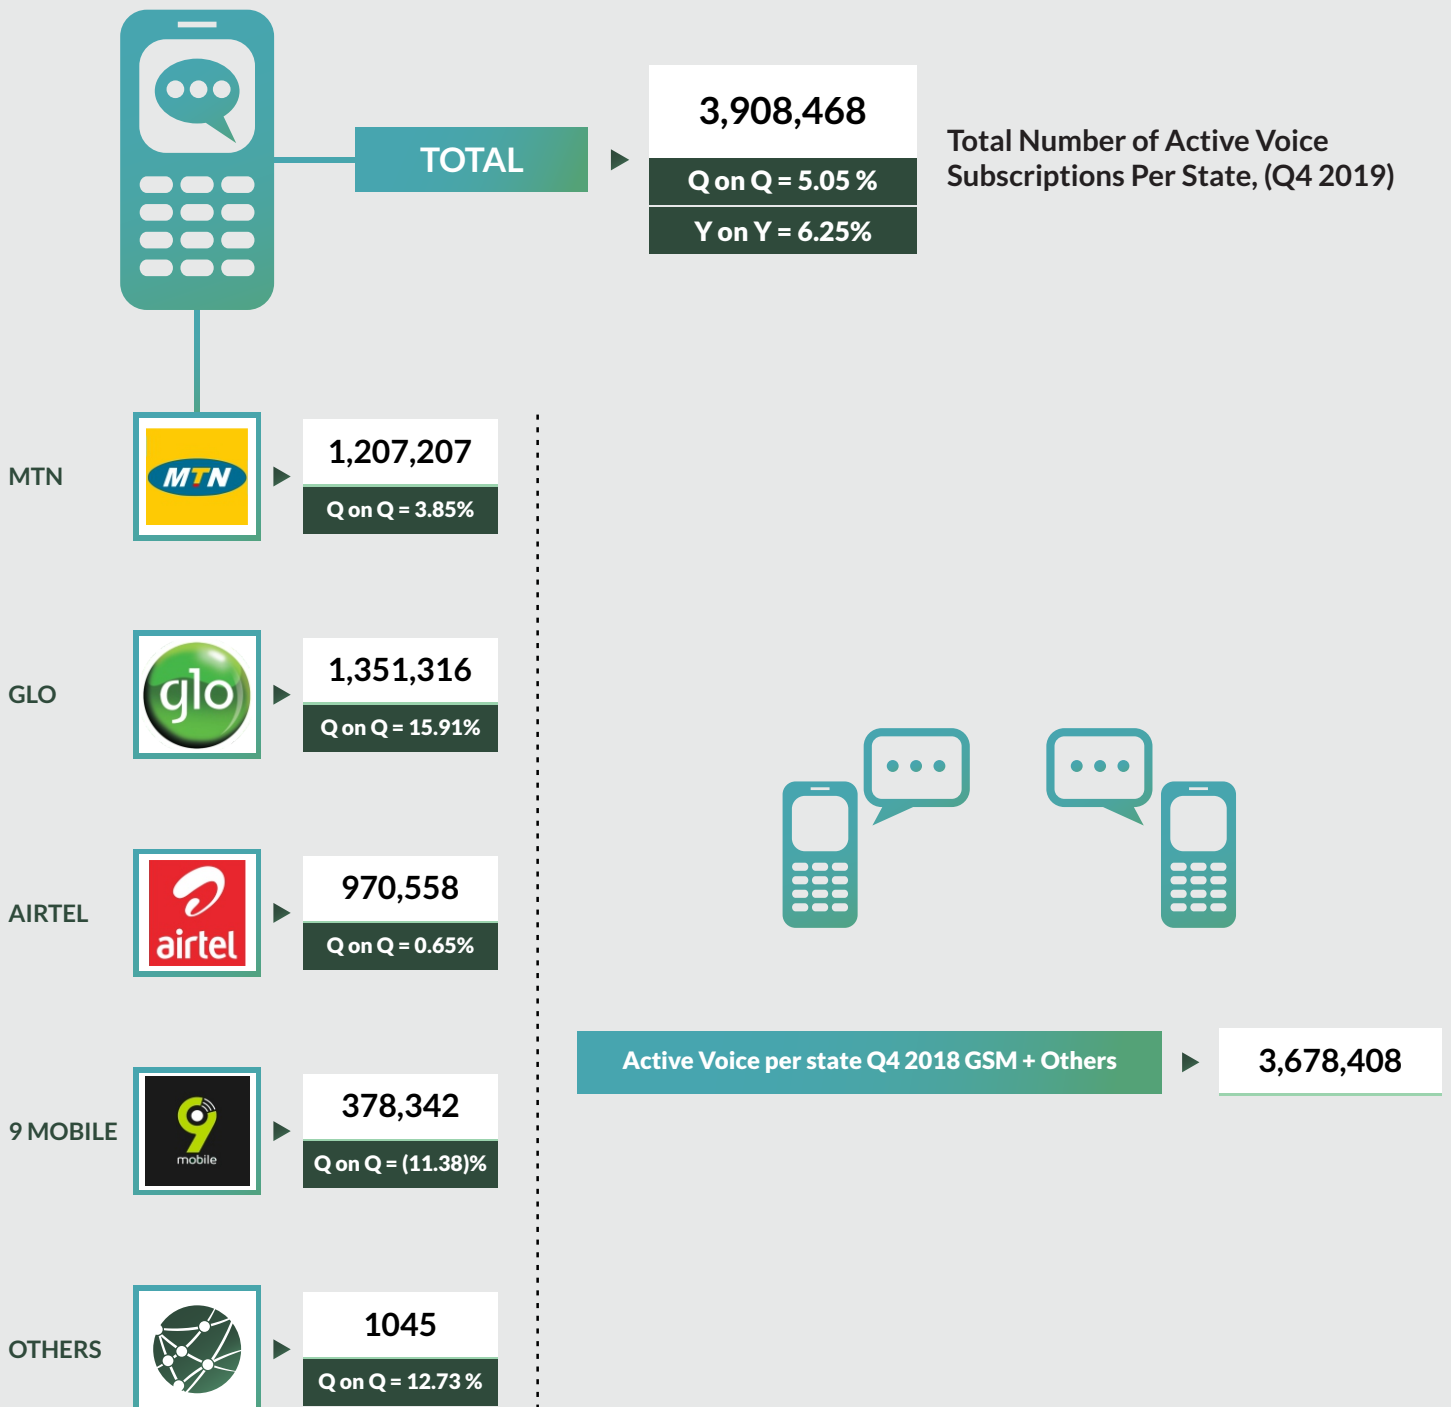 TOTAL
3,908,468
Q on Q = 5.05 %
Y on Y = 6.25%
Total Number of Active Voice
Subscriptions Per State, (Q4 2019)
MTN
MTN
1,207,207
Q on Q = 3.85%
GLO
glo
1,351,316
Q on Q = 15.91%
AIRTEL
airtel
970,558
Q on Q = 0.65%
9 MOBILE
9
mobile
378,342
Q on Q = (11.38)%
Active Voice per state Q4 2018 GSM + Others
3,678,408
OTHERS
1045
Q on Q = 12.73 %